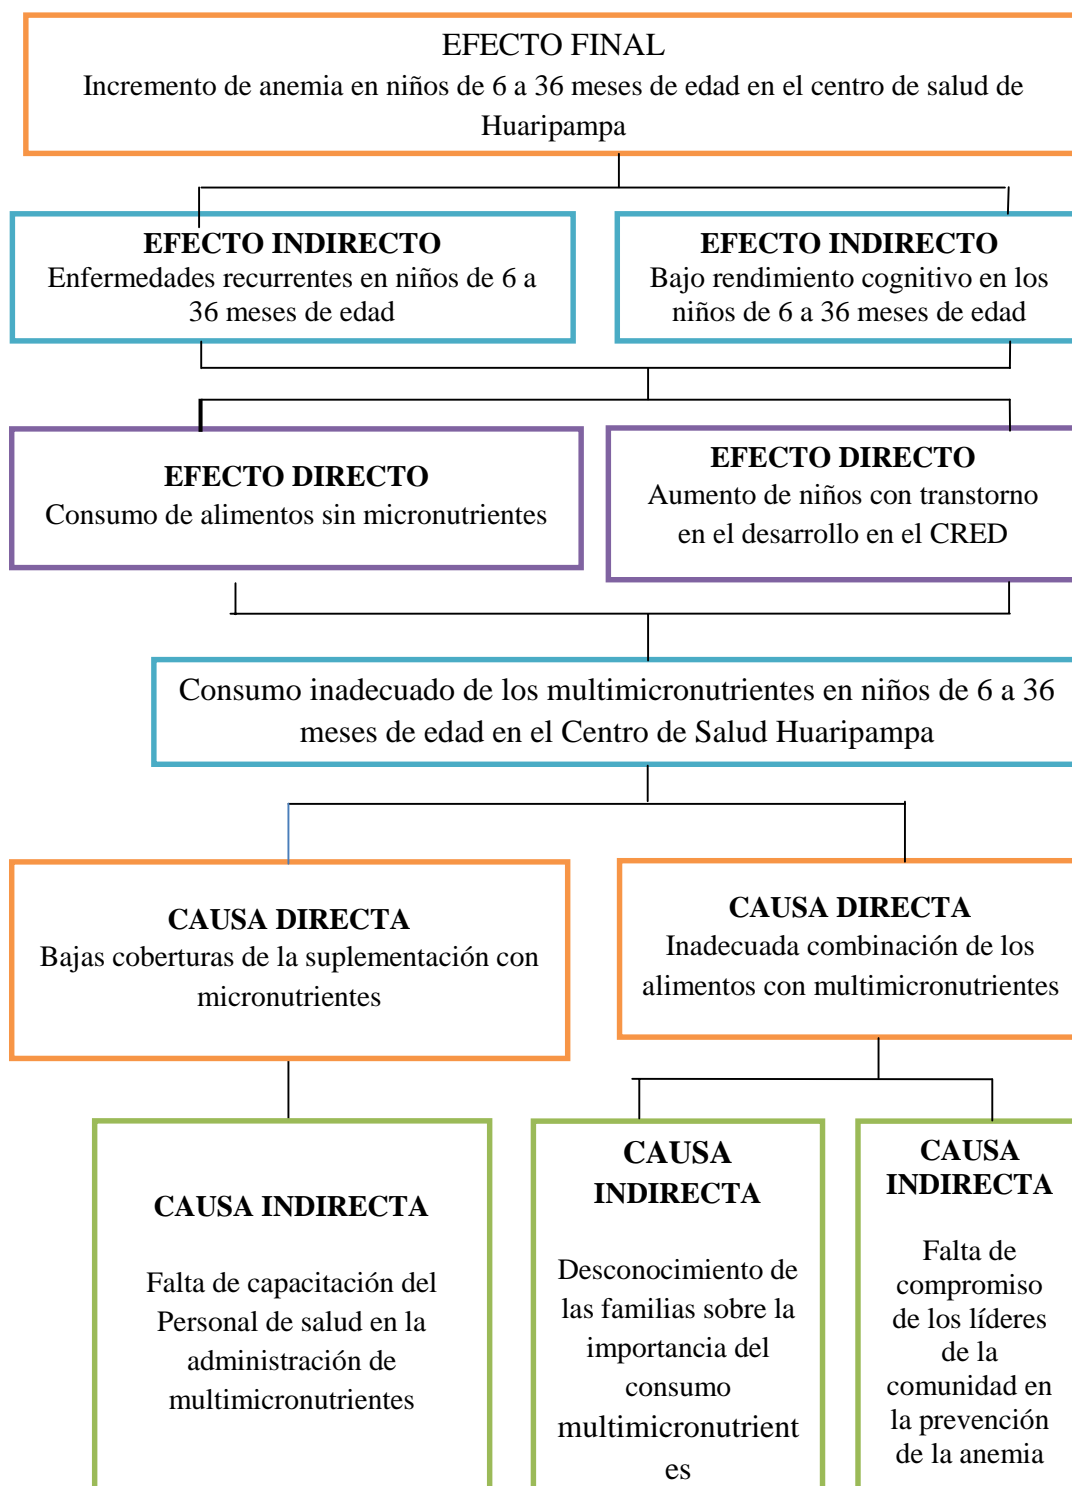 EFECTO FINAL
Incremento de anemia en niños de 6 a 36 meses de edad en el centro de salud de
Huaripampa
EFECTO INDIRECTO
Enfermedades recurrentes en niños de 6 a
36 meses de edad
EFECTO INDIRECTO
Bajo rendimiento cognitivo en los
niños de 6 a 36 meses de edad
EFECTO DIRECTO
Consumo de alimentos sin micronutrientes
EFECTO DIRECTO
Aumento de niños con transtorno
en el desarrollo en el CRED
Consumo inadecuado de los multimicronutrientes en niños de 6 a 36
meses de edad en el Centro de Salud Huaripampa
CAUSA DIRECTA
Bajas coberturas de la suplementación con
micronutrientes
CAUSA DIRECTA
Inadecuada combinación de los
alimentos con multimicronutrientes
CAUSA INDIRECTA
Falta de capacitación del
Personal de salud en la
administración de
multimicronutrientes
CAUSA
INDIRECTA
Desconocimiento de
las familias sobre la
importancia del
consumo
multimicronutrient
es
CAUSA
INDIRECTA
Falta de
compromiso
de los líderes
de la
comunidad en
la prevención
de la anemia